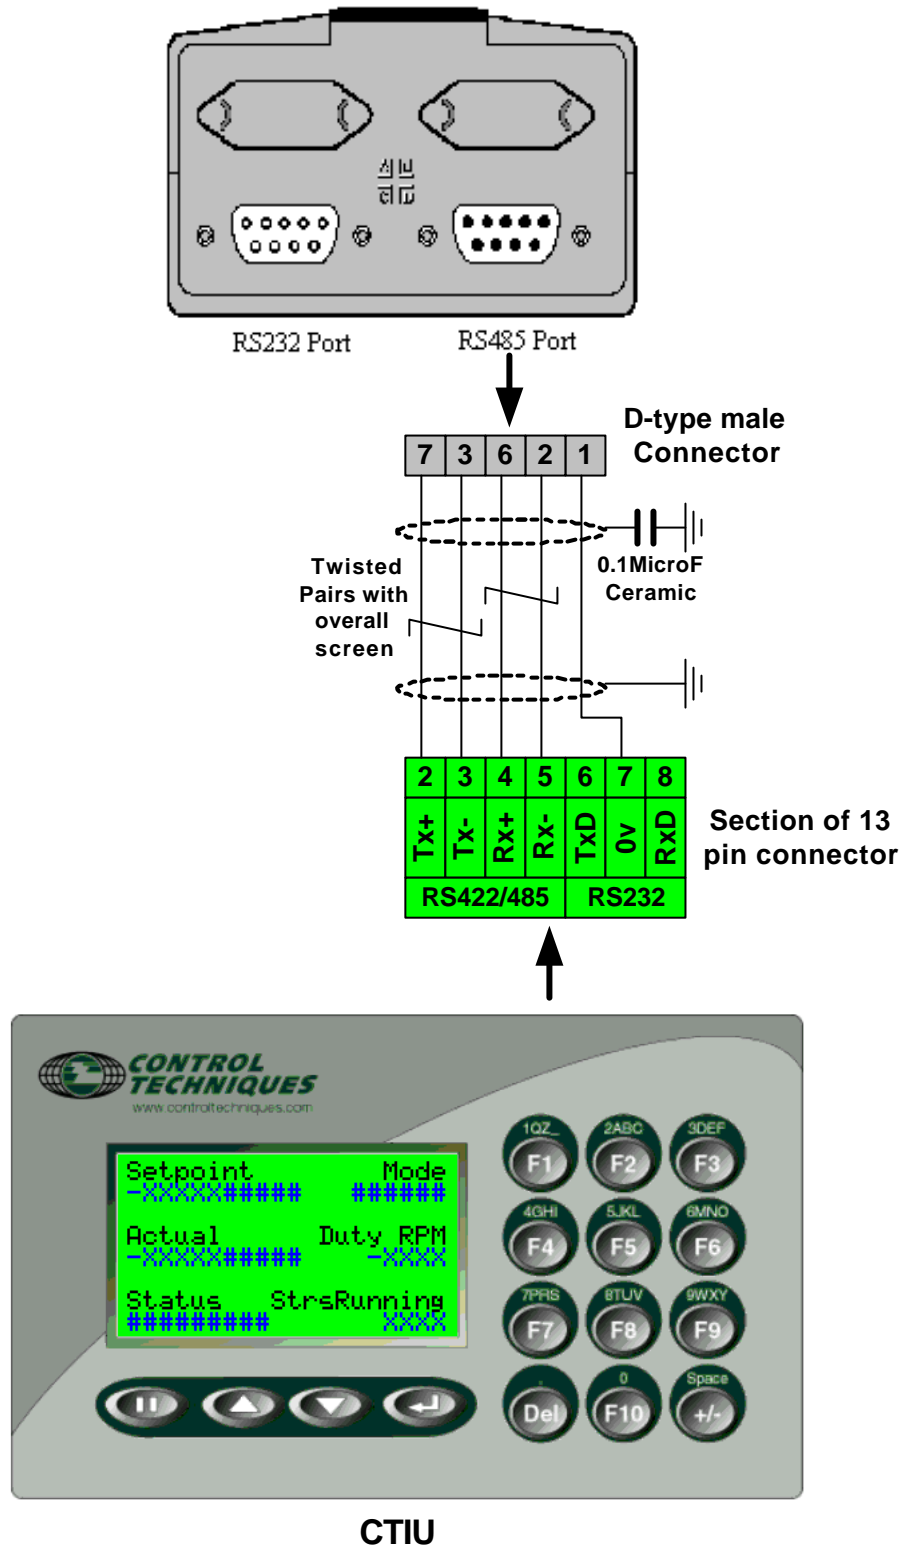 RS232 Port
RS485 Port
D-type male
Connector
7 3 6 2 1
0.1MicroF
Ceramic
Twisted
Pairs with
overall
screen
2 3 4 5 6 7 8
Tx+ Tx- Rx+ Rx- TxD 0v RxD
RS422/485 RS232
Section of 13
pin connector
CONTROL
TECHNIQUES
www.controltechniques.com
Setpoint Mode
-XXXXX##### ######
Actual Duty RPM
-XXXXX##### -XXXX
Status StrsRunning
######### XXXX
1QZ_ 2ABC 3DEF
F1 F2 F3
4GHI 5JKL 6MNO
F4 F5 F6
7PRS 8TUV 9WXY
F7 F8 F9
. 0 Space
Del F10 +/-
CTIU